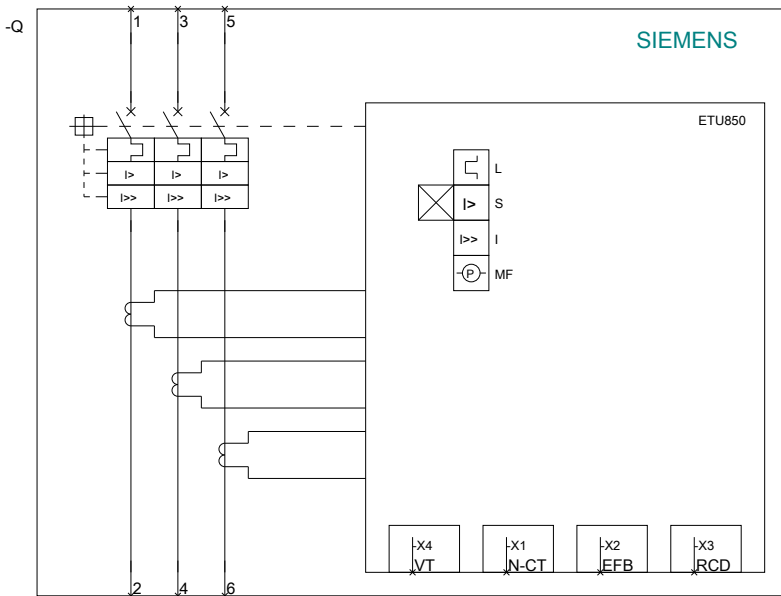 1 3 5
-Q
SIEMENS
ETU850
L
I> I> I>
I>> I>> I>>
I> S
I>> I
P MF
-X4 -X1 -X2 -X3
VT N-CT EFB RCD
2 4 6